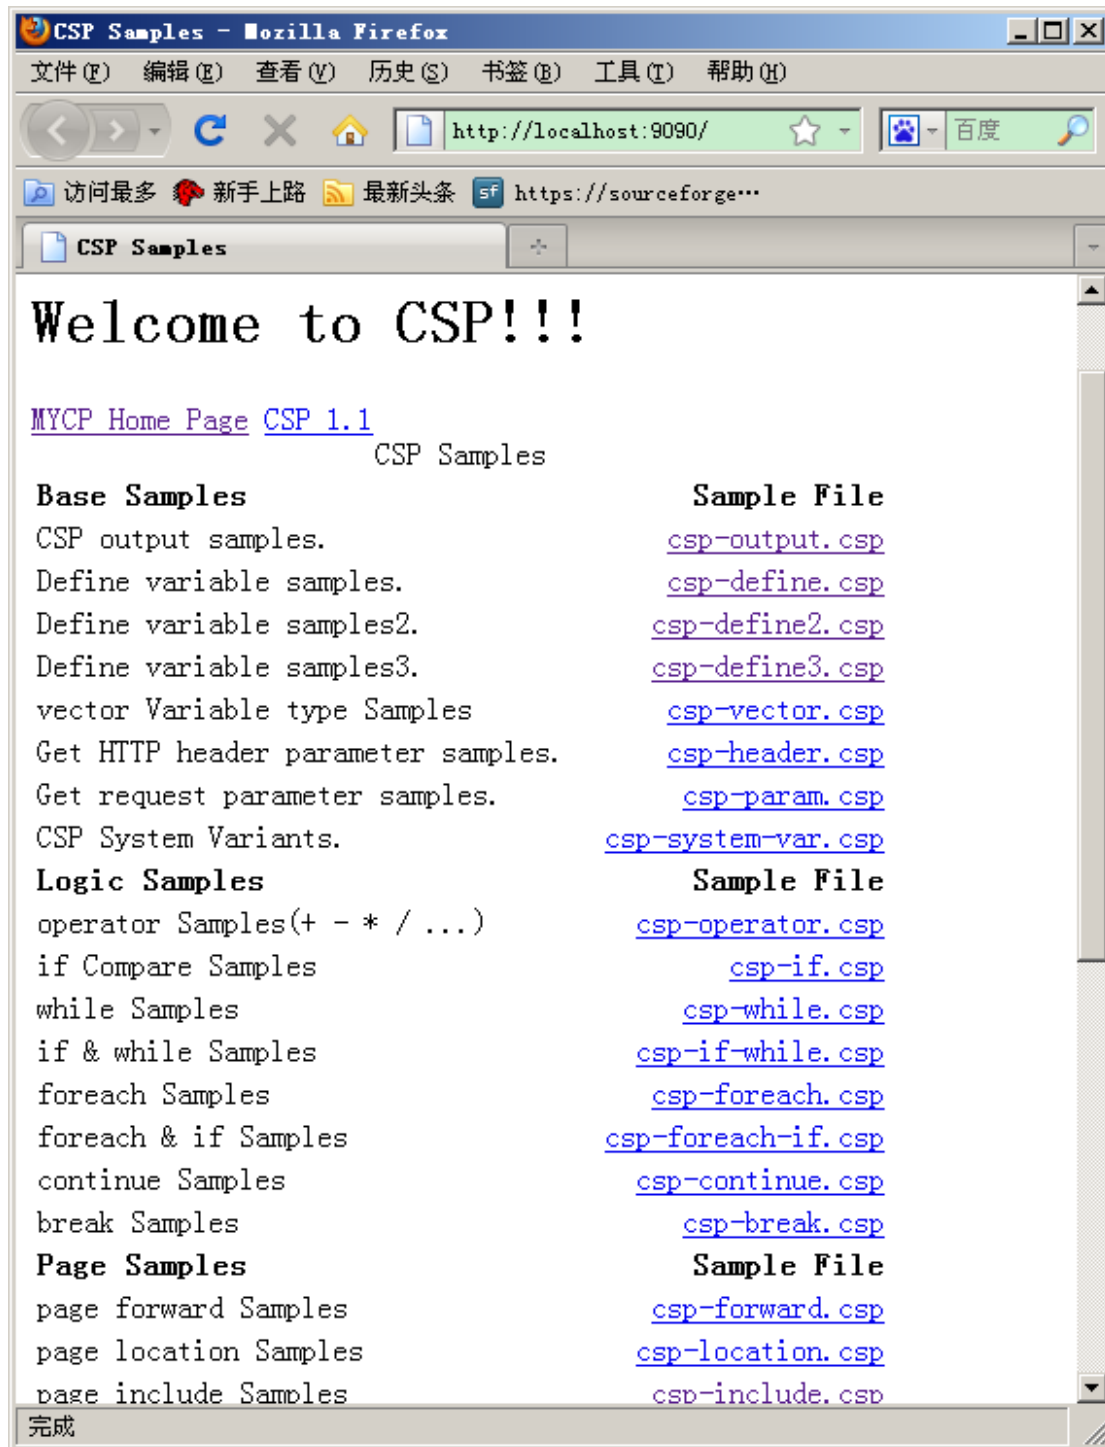 CSP Samples - Mozilla Firefox
文件(F) 编辑(E) 查看(V) 历史(S) 书签(B) 工具(T) 帮助(H)
http://localhost:9090/ 百度
访问最多 新手上路 最新头条 sf https://sourceforge…
CSP Samples
Welcome to CSP!!!
MYCP Home Page CSP 1.1
CSP Samples
Base Samples Sample File
CSP output samples. csp-output.csp
Define variable samples. csp-define.csp
Define variable samples2. csp-define2.csp
Define variable samples3. csp-define3.csp
vector Variable type Samples csp-vector.csp
Get HTTP header parameter samples. csp-header.csp
Get request parameter samples. csp-param.csp
CSP System Variants. csp-system-var.csp
Logic Samples Sample File
operator Samples(+ - * / ...) csp-operator.csp
if Compare Samples csp-if.csp
while Samples csp-while.csp
if & while Samples csp-if-while.csp
foreach Samples csp-foreach.csp
foreach & if Samples csp-foreach-if.csp
continue Samples csp-continue.csp
break Samples csp-break.csp
Page Samples Sample File
page forward Samples csp-forward.csp
page location Samples csp-location.csp
page include Samples csp-include.csp
完成